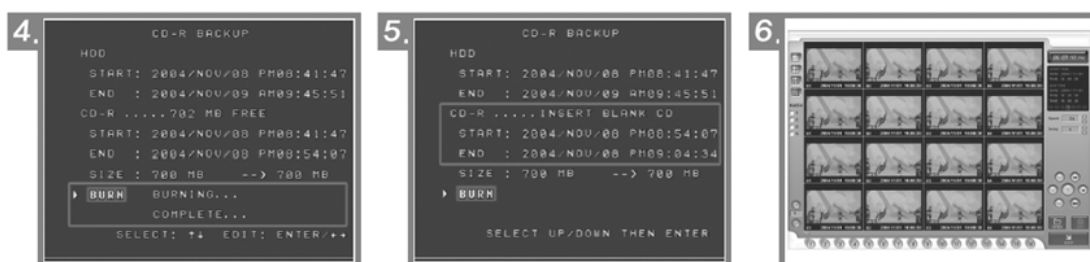 4.
CD-R BACKUP
HDD
START: 2004/NOV/08 PM08:41:47
END : 2004/NOV/09 AM09:45:51
CD-R .....702 MB FREE
START: 2004/NOV/08 PM08:41:47
END : 2004/NOV/08 PM08:54:07
SIZE : 700 MB --> 700 MB
BURN BURNING...
COMPLETE...
SELECT: ↑↓ EDIT: ENTER/←→
5.
CD-R BACKUP
HDD
START: 2004/NOV/08 PM08:41:47
END : 2004/NOV/09 AM09:45:51
CD-R .....INSERT BLANK CD
START: 2004/NOV/08 PM08:54:07
END : 2004/NOV/08 PM09:04:34
SIZE : 700 MB --> 700 MB
BURN
SELECT UP/DOWN THEN ENTER
6.